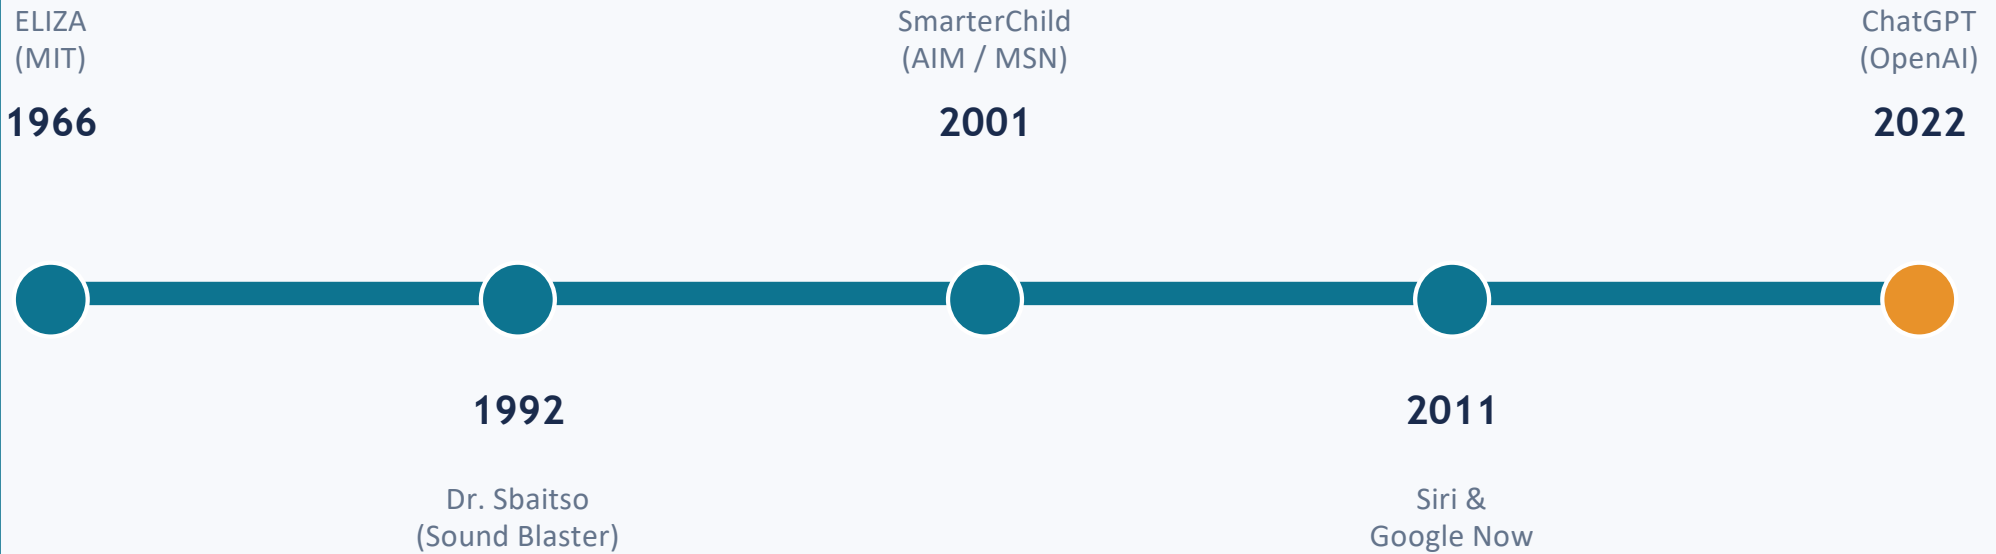 ELIZA
(MIT)
1966
SmarterChild
(AIM / MSN)
2001
ChatGPT
(OpenAI)
2022
1992
Dr. Sbaitso
(Sound Blaster)
2011
Siri &
Google Now